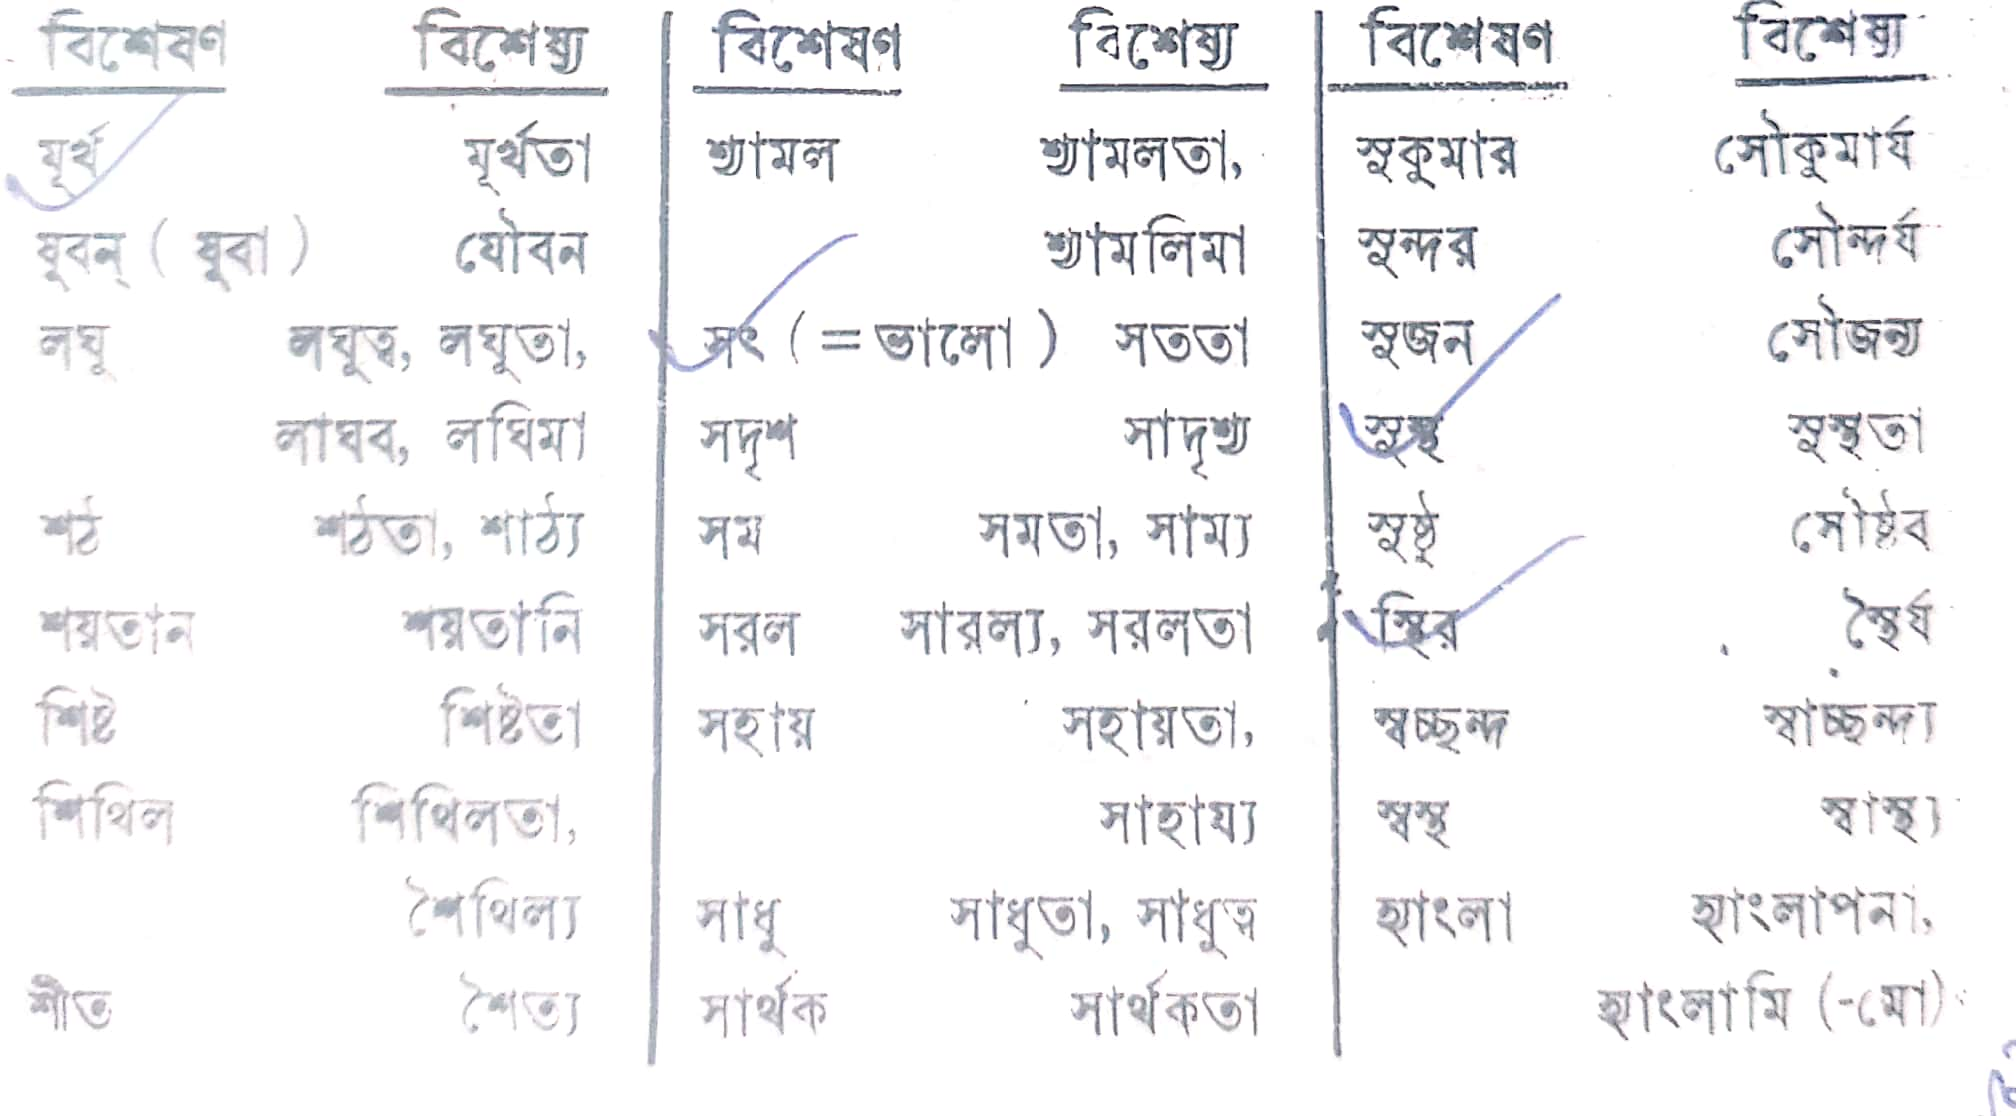 বিশেষণ বিশেষ্য বিশেষণ বিশেষ্য বিশেষণ বিশেষ্য
মূর্খ মূর্খতা শ্যামল শ্যামলতা, সুকুমার সৌকুমার্য
যুবন্ ( যুবা ) যৌবন শ্যামলিমা সুন্দর সৌন্দর্য
লঘু লঘুত্ব, লঘুতা, সৎ ( = ভালো ) সততা সুজন সৌজন্য
লাঘব, লঘিমা সদৃশ সাদৃশ্য সুস্থ সুস্থতা
শঠ শঠতা, শাঠ্য সম সমতা, সাম্য সুষ্ঠু সৌষ্ঠব
শয়তান শয়তানি সরল সারল্য, সরলতা স্থির স্থৈর্য
শিষ্ট শিষ্টতা সহায় সহায়তা, স্বচ্ছন্দ স্বাচ্ছন্দ্য
শিথিল শিথিলতা, সাহায্য স্বস্থ স্বাস্থ্য
শৈথিল্য সাধু সাধুতা, সাধুত্ব হ্যাংলা হ্যাংলাপনা,
শীত শৈত্য সার্থক সার্থকতা হ্যাংলামি (-মো)